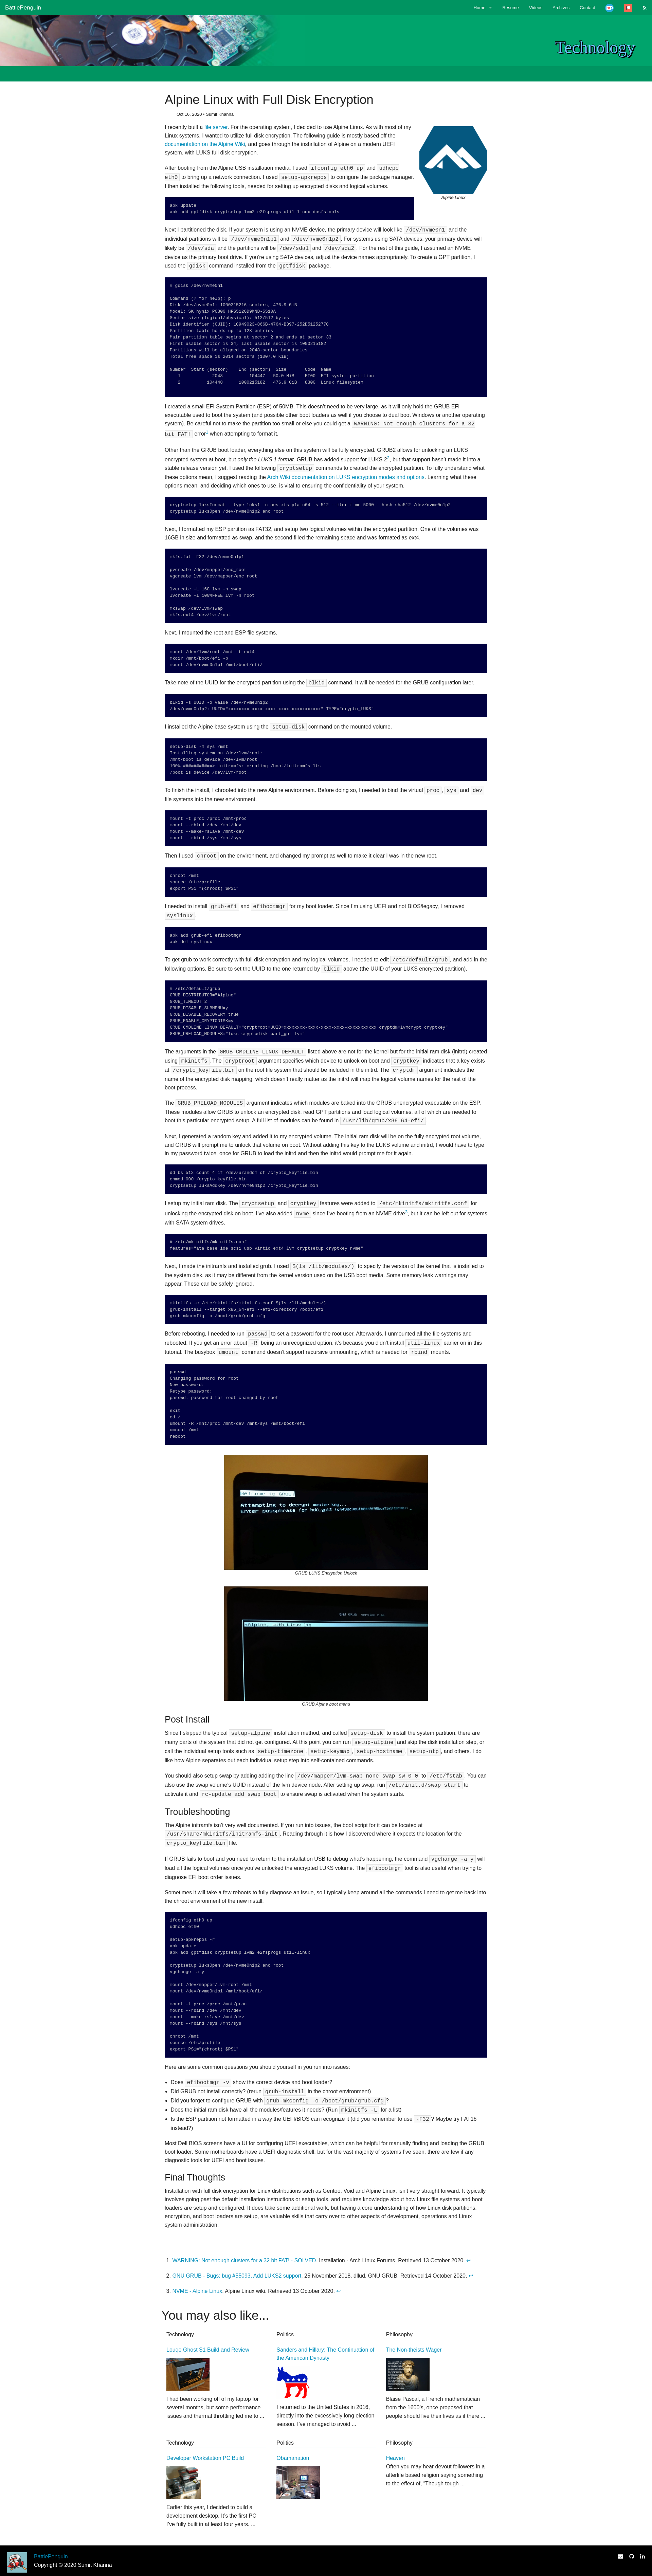 BattlePenguin
Home Resume Videos Archives Contact
Technology
Alpine Linux with Full Disk Encryption
Oct 16, 2020 • Sumit Khanna
I recently built a file server. For the operating system, I decided to use Alpine Linux. As with most of my
Linux systems, I wanted to utilize full disk encryption. The following guide is mostly based off the
documentation on the Alpine Wiki, and goes through the installation of Alpine on a modern UEFI
system, with LUKS full disk encryption.
Alpine Linux
After booting from the Alpine USB installation media, I used ifconfig eth0 up and udhcpc
eth0 to bring up a network connection. I used setup-apkrepos to configure the package manager.
I then installed the following tools, needed for setting up encrypted disks and logical volumes.
apk update
apk add gptfdisk cryptsetup lvm2 e2fsprogs util-linux dosfstools
Next I partitioned the disk. If your system is using an NVME device, the primary device will look like /dev/nvme0n1 and the
individual partitions will be /dev/nvme0n1p1 and /dev/nvme0n1p2. For systems using SATA devices, your primary device will
likely be /dev/sda and the partitions will be /dev/sda1 and /dev/sda2. For the rest of this guide, I assumed an NVME
device as the primary boot drive. If you're using SATA devices, adjust the device names appropriately. To create a GPT partition, I
used the gdisk command installed from the gptfdisk package.
# gdisk /dev/nvme0n1
Command (? for help): p
Disk /dev/nvme0n1: 1000215216 sectors, 476.9 GiB
Model: SK hynix PC300 HFS512GD9MND-5510A
Sector size (logical/physical): 512/512 bytes
Partition table holds up to 128 entries
Main partition table begins at sector 2 and ends at sector 33
First usable sector is 34, last usable sector is 1000215182
Partitions will be aligned on 2048-sector boundaries
Total free space is 2014 sectors (1007.0 KiB)
Number Start (sector) End (sector) Size Code Name
1 2048 104447 50.0 MiB EF00 EFI system partition
2 104448 1000215182 476.9 GiB 8300 Linux filesystem
I created a small EFI System Partition (ESP) of 50MB. This doesn't need to be very large, as it will only hold the GRUB EFI
executable used to boot the system (and possible other boot loaders as well if you choose to dual boot Windows or another operating
system). Be careful not to make the partition too small or else you could get a WARNING: Not enough clusters for a 32
bit FAT! error1 when attempting to format it.
Other than the GRUB boot loader, everything else on this system will be fully encrypted. GRUB2 allows for unlocking an LUKS
encrypted system at boot, but only the LUKS 1 format. GRUB has added support for LUKS 22, but that support hasn't made it into a
stable release version yet. I used the following cryptsetup commands to created the encrypted partition. To fully understand what
these options mean, I suggest reading the Arch Wiki documentation on LUKS encryption modes and options. Learning what these
options mean, and deciding which ones to use, is vital to ensuring the confidentiality of your system.
cryptsetup luksFormat --type luks1 -c aes-xts-plain64 -s 512 --iter-time 5000 --hash sha512 /dev/nvme0n1p2
cryptsetup luksOpen /dev/nvme0n1p2 enc_root
Next, I formatted my ESP partition as FAT32, and setup two logical volumes within the encrypted partition. One of the volumes was
16GB in size and formatted as swap, and the second filled the remaining space and was formatted as ext4.
mkfs.fat -F32 /dev/nvme0n1p1
pvcreate /dev/mapper/enc_root
vgcreate lvm /dev/mapper/enc_root
lvcreate -L 16G lvm -n swap
lvcreate -l 100%FREE lvm -n root
mkswap /dev/lvm/swap
mkfs.ext4 /dev/lvm/root
Next, I mounted the root and ESP file systems.
mount /dev/lvm/root /mnt -t ext4
mkdir /mnt/boot/efi -p
mount /dev/nvme0n1p1 /mnt/boot/efi/
Take note of the UUID for the encrypted partition using the blkid command. It will be needed for the GRUB configuration later.
blkid -s UUID -o value /dev/nvme0n1p2
/dev/nvme0n1p2: UUID="xxxxxxxx-xxxx-xxxx-xxxx-xxxxxxxxxxxx" TYPE="crypto_LUKS"
I installed the Alpine base system using the setup-disk command on the mounted volume.
setup-disk -m sys /mnt
Installing system on /dev/lvm/root:
/mnt/boot is device /dev/lvm/root
100% #########==> initramfs: creating /boot/initramfs-lts
/boot is device /dev/lvm/root
To finish the install, I chrooted into the new Alpine environment. Before doing so, I needed to bind the virtual proc, sys and dev
file systems into the new environment.
mount -t proc /proc /mnt/proc
mount --rbind /dev /mnt/dev
mount --make-rslave /mnt/dev
mount --rbind /sys /mnt/sys
Then I used chroot on the environment, and changed my prompt as well to make it clear I was in the new root.
chroot /mnt
source /etc/profile
export PS1="(chroot) $PS1"
I needed to install grub-efi and efibootmgr for my boot loader. Since I'm using UEFI and not BIOS/legacy, I removed
syslinux.
apk add grub-efi efibootmgr
apk del syslinux
To get grub to work correctly with full disk encryption and my logical volumes, I needed to edit /etc/default/grub, and add in the
following options. Be sure to set the UUID to the one returned by blkid above (the UUID of your LUKS encrypted partition).
# /etc/default/grub
GRUB_DISTRIBUTOR="Alpine"
GRUB_TIMEOUT=2
GRUB_DISABLE_SUBMENU=y
GRUB_DISABLE_RECOVERY=true
GRUB_ENABLE_CRYPTODISK=y
GRUB_CMDLINE_LINUX_DEFAULT="cryptroot=UUID=xxxxxxxx-xxxx-xxxx-xxxx-xxxxxxxxxxxx cryptdm=lvmcrypt cryptkey"
GRUB_PRELOAD_MODULES="luks cryptodisk part_gpt lvm"
The arguments in the GRUB_CMDLINE_LINUX_DEFAULT listed above are not for the kernel but for the initial ram disk (initrd) created
using mkinitfs. The cryptroot argument specifies which device to unlock on boot and cryptkey indicates that a key exists
at /crypto_keyfile.bin on the root file system that should be included in the initrd. The cryptdm argument indicates the
name of the encrypted disk mapping, which doesn't really matter as the initrd will map the logical volume names for the rest of the
boot process.
The GRUB_PRELOAD_MODULES argument indicates which modules are baked into the GRUB unencrypted executable on the ESP.
These modules allow GRUB to unlock an encrypted disk, read GPT partitions and load logical volumes, all of which are needed to
boot this particular encrypted setup. A full list of modules can be found in /usr/lib/grub/x86_64-efi/.
Next, I generated a random key and added it to my encrypted volume. The initial ram disk will be on the fully encrypted root volume,
and GRUB will prompt me to unlock that volume on boot. Without adding this key to the LUKS volume and initrd, I would have to type
in my password twice, once for GRUB to load the initrd and then the initrd would prompt me for it again.
dd bs=512 count=4 if=/dev/urandom of=/crypto_keyfile.bin
chmod 000 /crypto_keyfile.bin
cryptsetup luksAddKey /dev/nvme0n1p2 /crypto_keyfile.bin
I setup my initial ram disk. The cryptsetup and cryptkey features were added to /etc/mkinitfs/mkinitfs.conf for
unlocking the encrypted disk on boot. I've also added nvme since I've booting from an NVME drive3, but it can be left out for systems
with SATA system drives.
# /etc/mkinitfs/mkinitfs.conf
features="ata base ide scsi usb virtio ext4 lvm cryptsetup cryptkey nvme"
Next, I made the initramfs and installed grub. I used $(ls /lib/modules/) to specify the version of the kernel that is installed to
the system disk, as it may be different from the kernel version used on the USB boot media. Some memory leak warnings may
appear. These can be safely ignored.
mkinitfs -c /etc/mkinitfs/mkinitfs.conf $(ls /lib/modules/)
grub-install --target=x86_64-efi --efi-directory=/boot/efi
grub-mkconfig -o /boot/grub/grub.cfg
Before rebooting, I needed to run passwd to set a password for the root user. Afterwards, I unmounted all the file systems and
rebooted. If you get an error about -R being an unrecognized option, it's because you didn't install util-linux earlier on in this
tutorial. The busybox umount command doesn't support recursive unmounting, which is needed for rbind mounts.
passwd
Changing password for root
New password:
Retype password:
passwd: password for root changed by root
exit
cd /
umount -R /mnt/proc /mnt/dev /mnt/sys /mnt/boot/efi
umount /mnt
reboot
Welcome to GRUB!
Attempting to decrypt master key...
GRUB LUKS Encryption Unlock
Alpine, with Linux lts
GRUB Alpine boot menu
Post Install
Since I skipped the typical setup-alpine installation method, and called setup-disk to install the system partition, there are
many parts of the system that did not get configured. At this point you can run setup-alpine and skip the disk installation step, or
use the individual setup tools such as setup-timezone, setup-keymap, setup-hostname, setup-ntp, and others. I do
like how Alpine separates out each individual setup step into self-contained commands.
You should also setup swap by adding adding the line /dev/mapper/lvm-swap none swap sw 0 0 to /etc/fstab. You can
also use the swap volume's UUID instead of the lvm device node. After setting up swap, run /etc/init.d/swap start to
activate it and rc-update add swap boot to ensure swap is activated when the system starts.
Troubleshooting
The Alpine initramfs isn't very well documented. If you run into issues, the boot script for it can be located at
/usr/share/mkinitfs/initramfs-init. Reading through it is how I discovered where it expects the location for the
crypto_keyfile.bin file.
If GRUB fails to boot and you need to return to the installation USB to debug what's happening, the command vgchange -a y will
load all the logical volumes once you've unlocked the encrypted LUKS volume. The efibootmgr tool is also useful when trying to
diagnose EFI boot order issues.
Sometimes it will take a few reboots to fully diagnose an issue, so I typically keep around all the commands I need to get me back into
the chroot environment of the new install.
ifconfig eth0 up
udhcpc eth0
setup-apkrepos -r
apk update
apk add gptfdisk cryptsetup lvm2 e2fsprogs util-linux
cryptsetup luksOpen /dev/nvme0n1p2 enc_root
vgchange -a y
mount /dev/mapper/lvm-root /mnt
mount /dev/nvme0n1p1 /mnt/boot/efi/
mount -t proc /proc /mnt/proc
mount --rbind /dev /mnt/dev
mount --make-rslave /mnt/dev
mount --rbind /sys /mnt/sys
chroot /mnt
source /etc/profile
export PS1="(chroot) $PS1"
Here are some common questions you should yourself in you run into issues:
• Does efibootmgr -v show the correct device and boot loader?
• Did GRUB not install correctly? (rerun grub-install in the chroot environment)
• Did you forget to configure GRUB with grub-mkconfig -o /boot/grub/grub.cfg?
• Does the initial ram disk have all the modules/features it needs? (Run mkinitfs -L for a list)
• Is the ESP partition not formatted in a way the UEFI/BIOS can recognize it (did you remember to use -F32? Maybe try FAT16
instead?)
Most Dell BIOS screens have a UI for configuring UEFI executables, which can be helpful for manually finding and loading the GRUB
boot loader. Some motherboards have a UEFI diagnostic shell, but for the vast majority of systems I've seen, there are few if any
diagnostic tools for UEFI and boot issues.
Final Thoughts
Installation with full disk encryption for Linux distributions such as Gentoo, Void and Alpine Linux, isn't very straight forward. It typically
involves going past the default installation instructions or setup tools, and requires knowledge about how Linux file systems and boot
loaders are setup and configured. It does take some additional work, but having a core understanding of how Linux volumes,
encryption, and boot loaders are setup, are valuable skills that carry over to other aspects of development, operations and Linux
system administration.
1. WARNING: Not enough clusters for a 32 bit FAT! - SOLVED. Installation - Arch Linux Forums. Retrieved 13 October 2020. ↩
2. GNU GRUB - Bugs: bug #55093, Add LUKS2 support. 25 November 2018. dflud. GNU GRUB. Retrieved 14 October 2020. ↩
3. NVME - Alpine Linux. Alpine Linux wiki. Retrieved 13 October 2020. ↩
You may also like...
Technology
Louqe Ghost S1 Build and Review
I had been working off of my laptop for
several months, but some performance
issues and thermal throttling led me to ...
Politics
Sanders and Hillary: The Continuation of
the American Dynasty
I returned to the United States in 2016,
directly into the excessively long election
season. I've managed to avoid ...
Philosophy
The Non-theists Wager
Blaise Pascal, a French mathematician
from the 1600's, once proposed that
people should live their lives as if there ...
Technology
Developer Workstation PC Build
Earlier this year, I decided to build a
development desktop. It's the first PC
I've fully built in at least four years. ...
Politics
Obamanation
Philosophy
Heaven
Often you may hear devout followers in a
afterlife based religion saying something
to the effect of, "Though tough ...
BattlePenguin
Copyright © 2020 Sumit Khanna